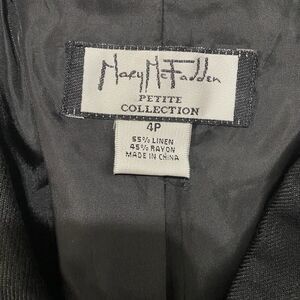 Mary McFadden
PETITE
COLLECTION
4P
55% LINEN
45% RAYON
MADE IN CHINA